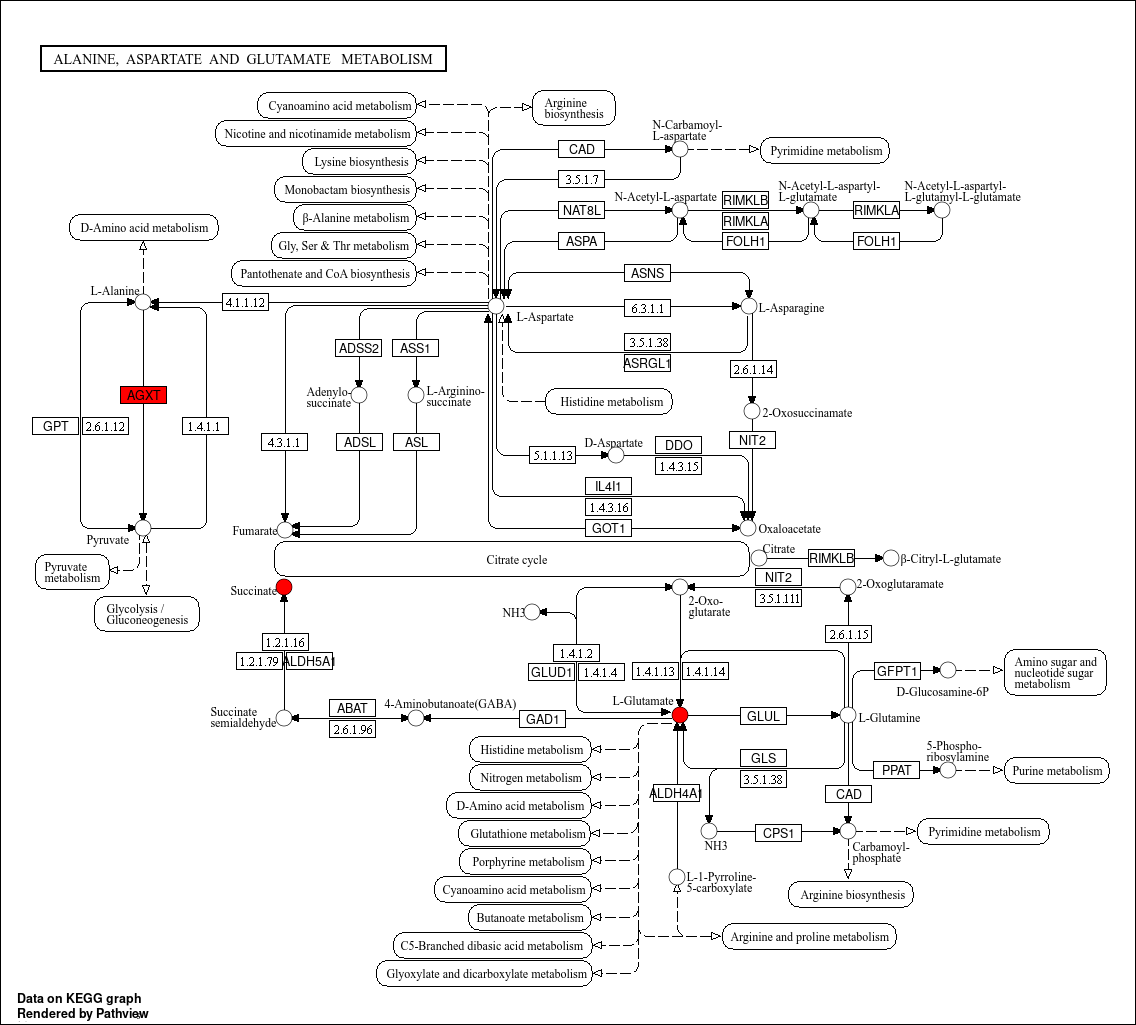 ALANINE, ASPARTATE AND GLUTAMATE METABOLISM
Cyanoamino acid metabolism
Arginine
biosynthesis
Nicotine and nicotinamide metabolism
Lysine biosynthesis
Monobactam biosynthesis
β-Alanine metabolism
Gly, Ser & Thr metabolism
Pantothenate and CoA biosynthesis
D-Amino acid metabolism
CAD
N-Carbamoyl-
L-aspartate
Pyrimidine metabolism
3.5.1.7
NAT8L
N-Acetyl-L-aspartate
RIMKLB
RIMKLA
N-Acetyl-L-aspartyl-
L-glutamate
RIMKLA
N-Acetyl-L-aspartyl-
L-glutamyl-L-glutamate
ASPA
FOLH1
FOLH1
ASNS
L-Alanine
4.1.1.12
L-Aspartate
6.3.1.1
L-Asparagine
ADSS2
ASS1
3.5.1.38
ASRGL1
2.6.1.14
AGXT
Adenylo-
succinate
L-Arginino-
succinate
Histidine metabolism
2-Oxosuccinamate
GPT
2.6.1.12
1.4.1.1
4.3.1.1
ADSL
ASL
5.1.1.13
D-Aspartate
DDO
1.4.3.15
NIT2
IL4I1
1.4.3.16
GOT1
Pyruvate
Fumarate
Oxaloacetate
Pyruvate
metabolism
Glycolysis /
Gluconeogenesis
Citrate cycle
Citrate
RIMKLB
β-Citryl-L-glutamate
Succinate
NIT2
3.5.1.111
2-Oxoglutaramate
2-Oxo-
glutarate
NH3
1.2.1.16
1.2.1.79
ALDH5A1
1.4.1.2
GLUD1
1.4.1.4
1.4.1.13
1.4.1.14
2.6.1.15
GFPT1
Amino sugar and
nucleotide sugar
metabolism
D-Glucosamine-6P
Succinate
semialdehyde
ABAT
2.6.1.96
4-Aminobutanoate(GABA)
GAD1
L-Glutamate
GLUL
L-Glutamine
GLS
3.5.1.38
5-Phospho-
ribosylamine
PPAT
Purine metabolism
Histidine metabolism
Nitrogen metabolism
D-Amino acid metabolism
Glutathione metabolism
Porphyrine metabolism
Cyanoamino acid metabolism
Butanoate metabolism
C5-Branched dibasic acid metabolism
Glyoxylate and dicarboxylate metabolism
ALDH4A1
CAD
NH3
CPS1
Carbamoyl-
phosphate
Pyrimidine metabolism
L-1-Pyrroline-
5-carboxylate
Arginine biosynthesis
Arginine and proline metabolism
Data on KEGG graph
Rendered by Pathview